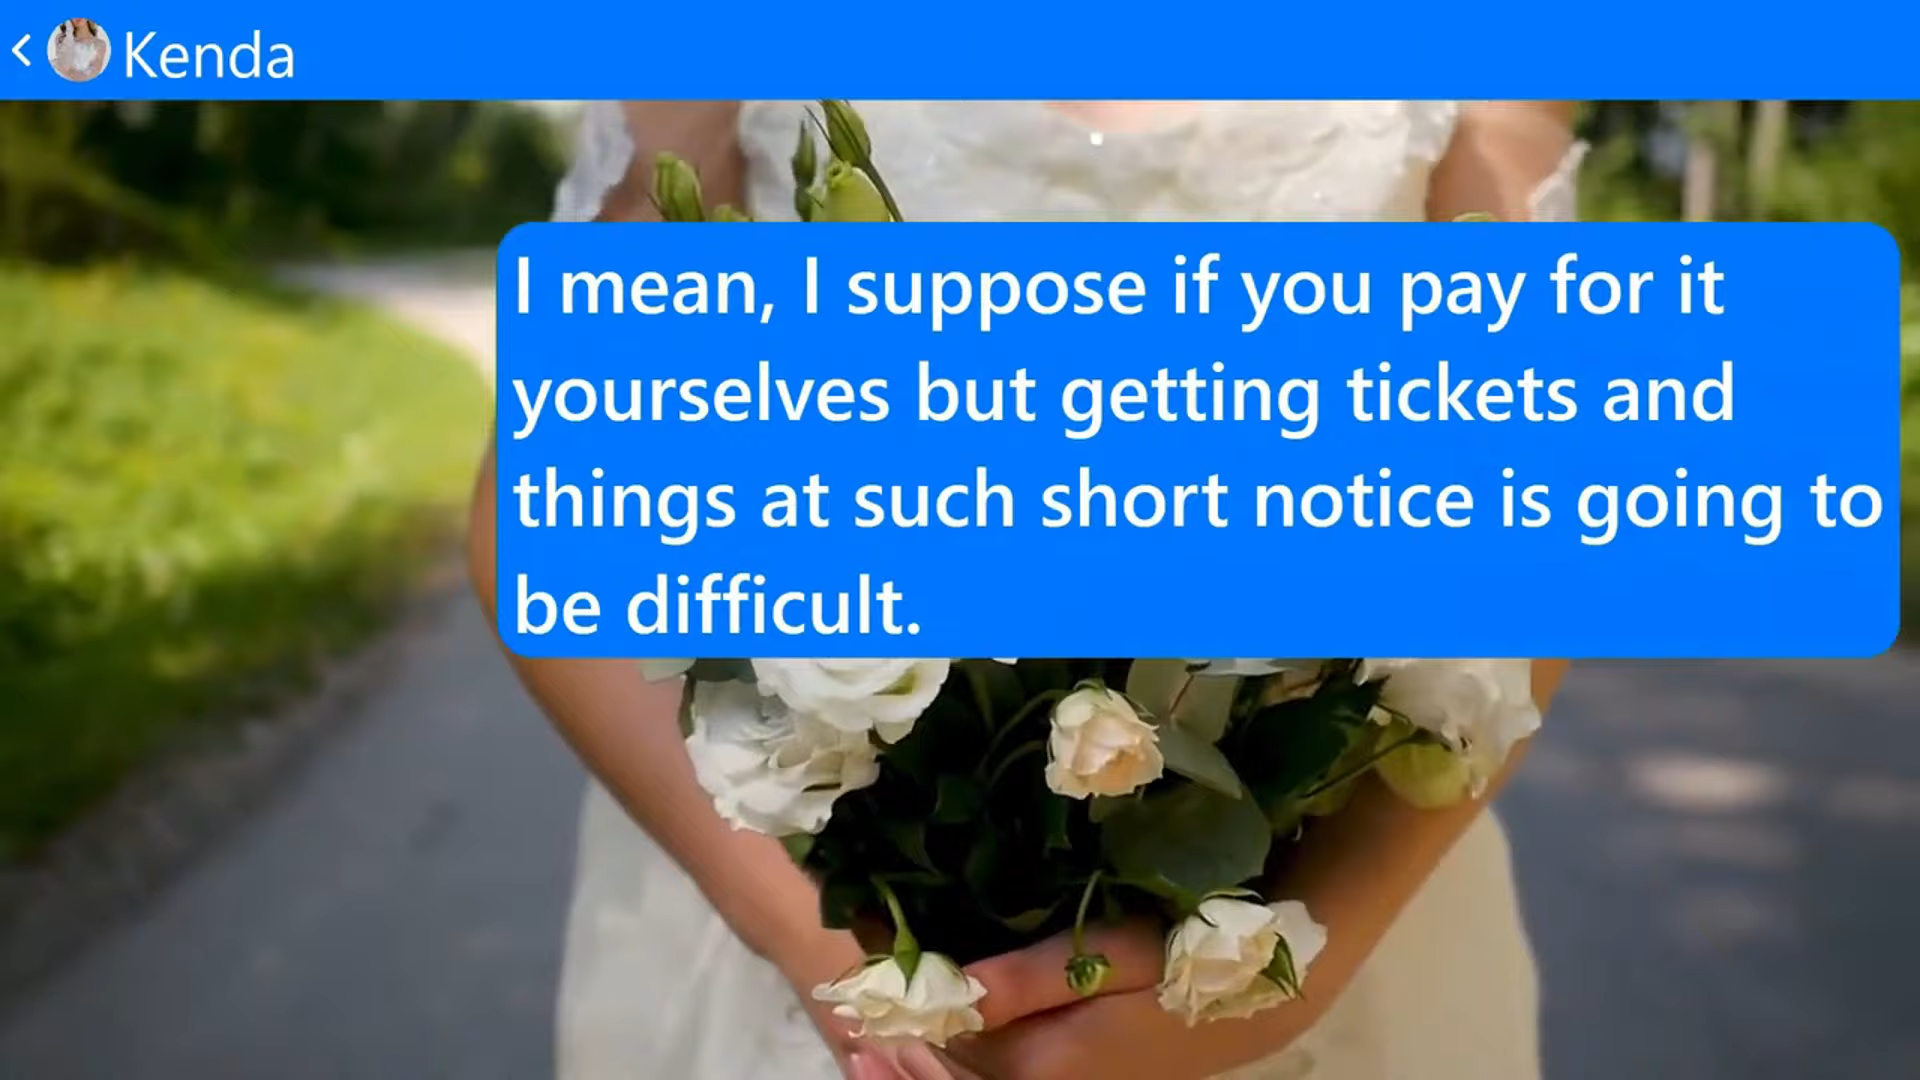 Kenda
I mean, I suppose if you pay for it
yourselves but getting tickets and
things at such short notice is going to
be difficult.